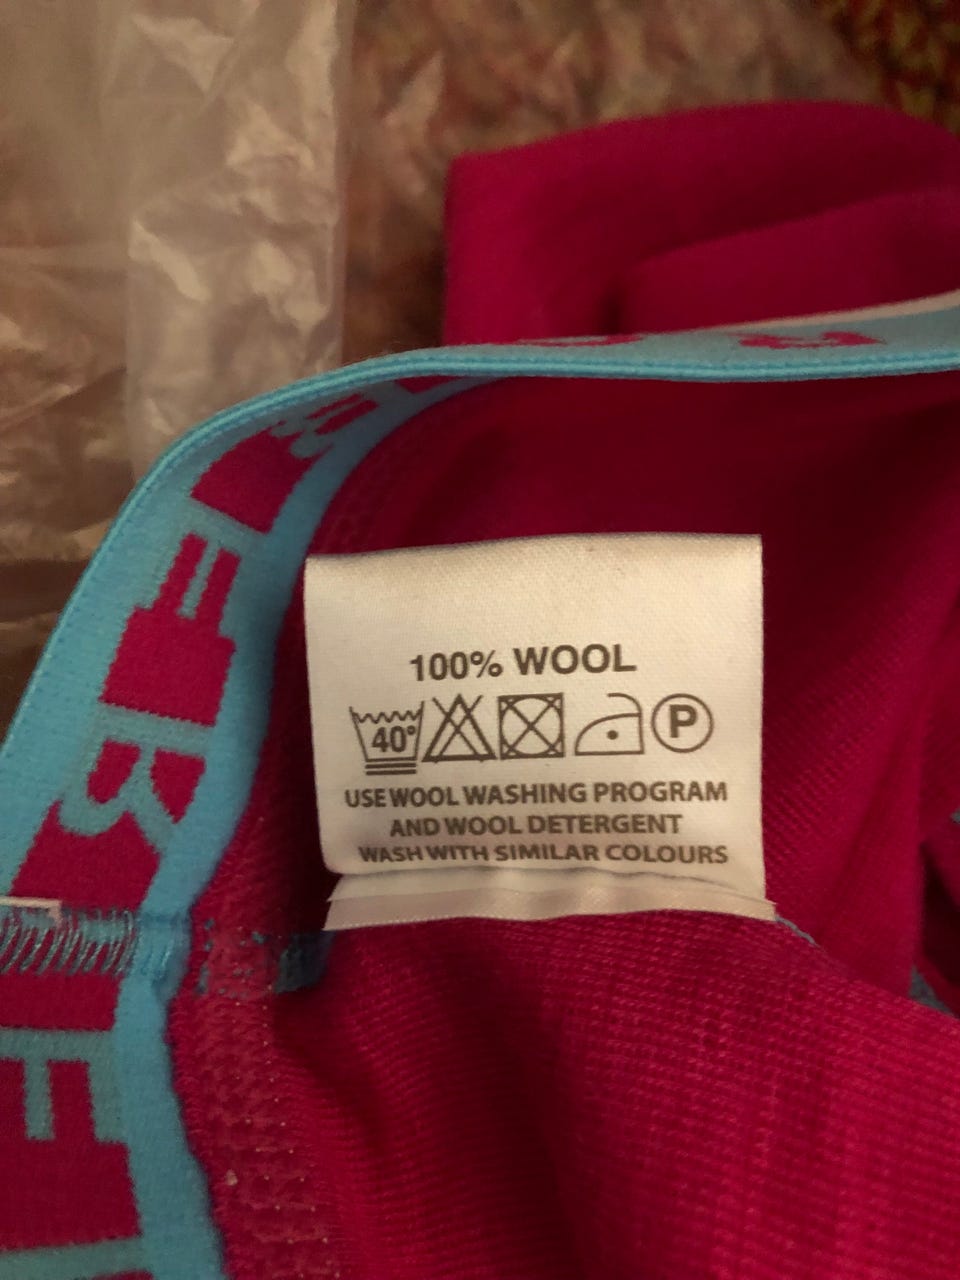 100% WOOL
40° P
USE WOOL WASHING PROGRAM
AND WOOL DETERGENT
WASH WITH SIMILAR COLOURS